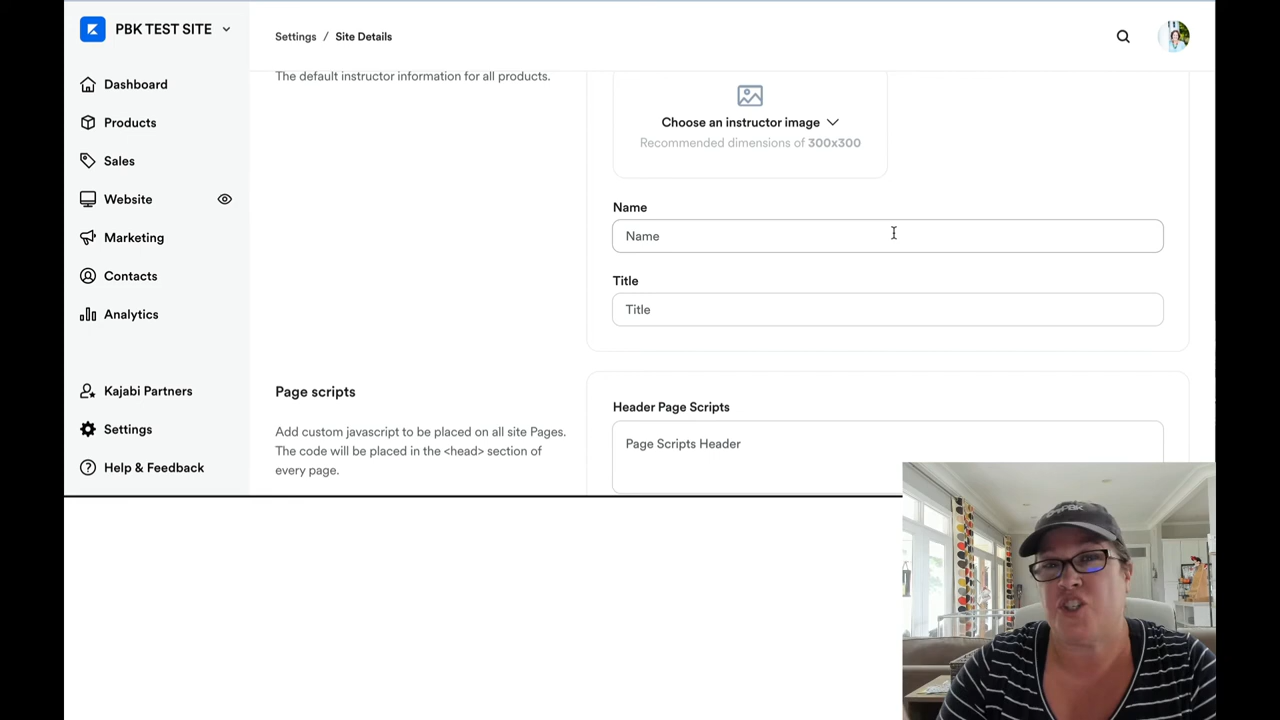 PBK TEST SITE
Settings / Site Details
Dashboard
Products
Sales
Website
Marketing
Contacts
Analytics
Kajabi Partners
Settings
Help & Feedback
The default instructor information for all products.
Choose an instructor image
Recommended dimensions of 300x300
Name
Name
Title
Title
Page scripts
Add custom javascript to be placed on all site Pages.
The code will be placed in the <head> section of
every page.
Header Page Scripts
Page Scripts Header